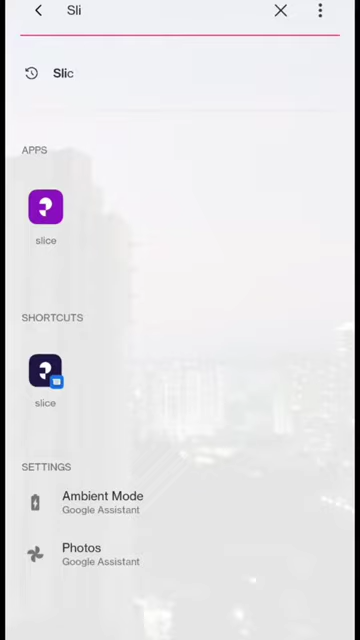 Sli
Slic
APPS
slice
SHORTCUTS
slice
SETTINGS
Ambient Mode
Google Assistant
Photos
Google Assistant